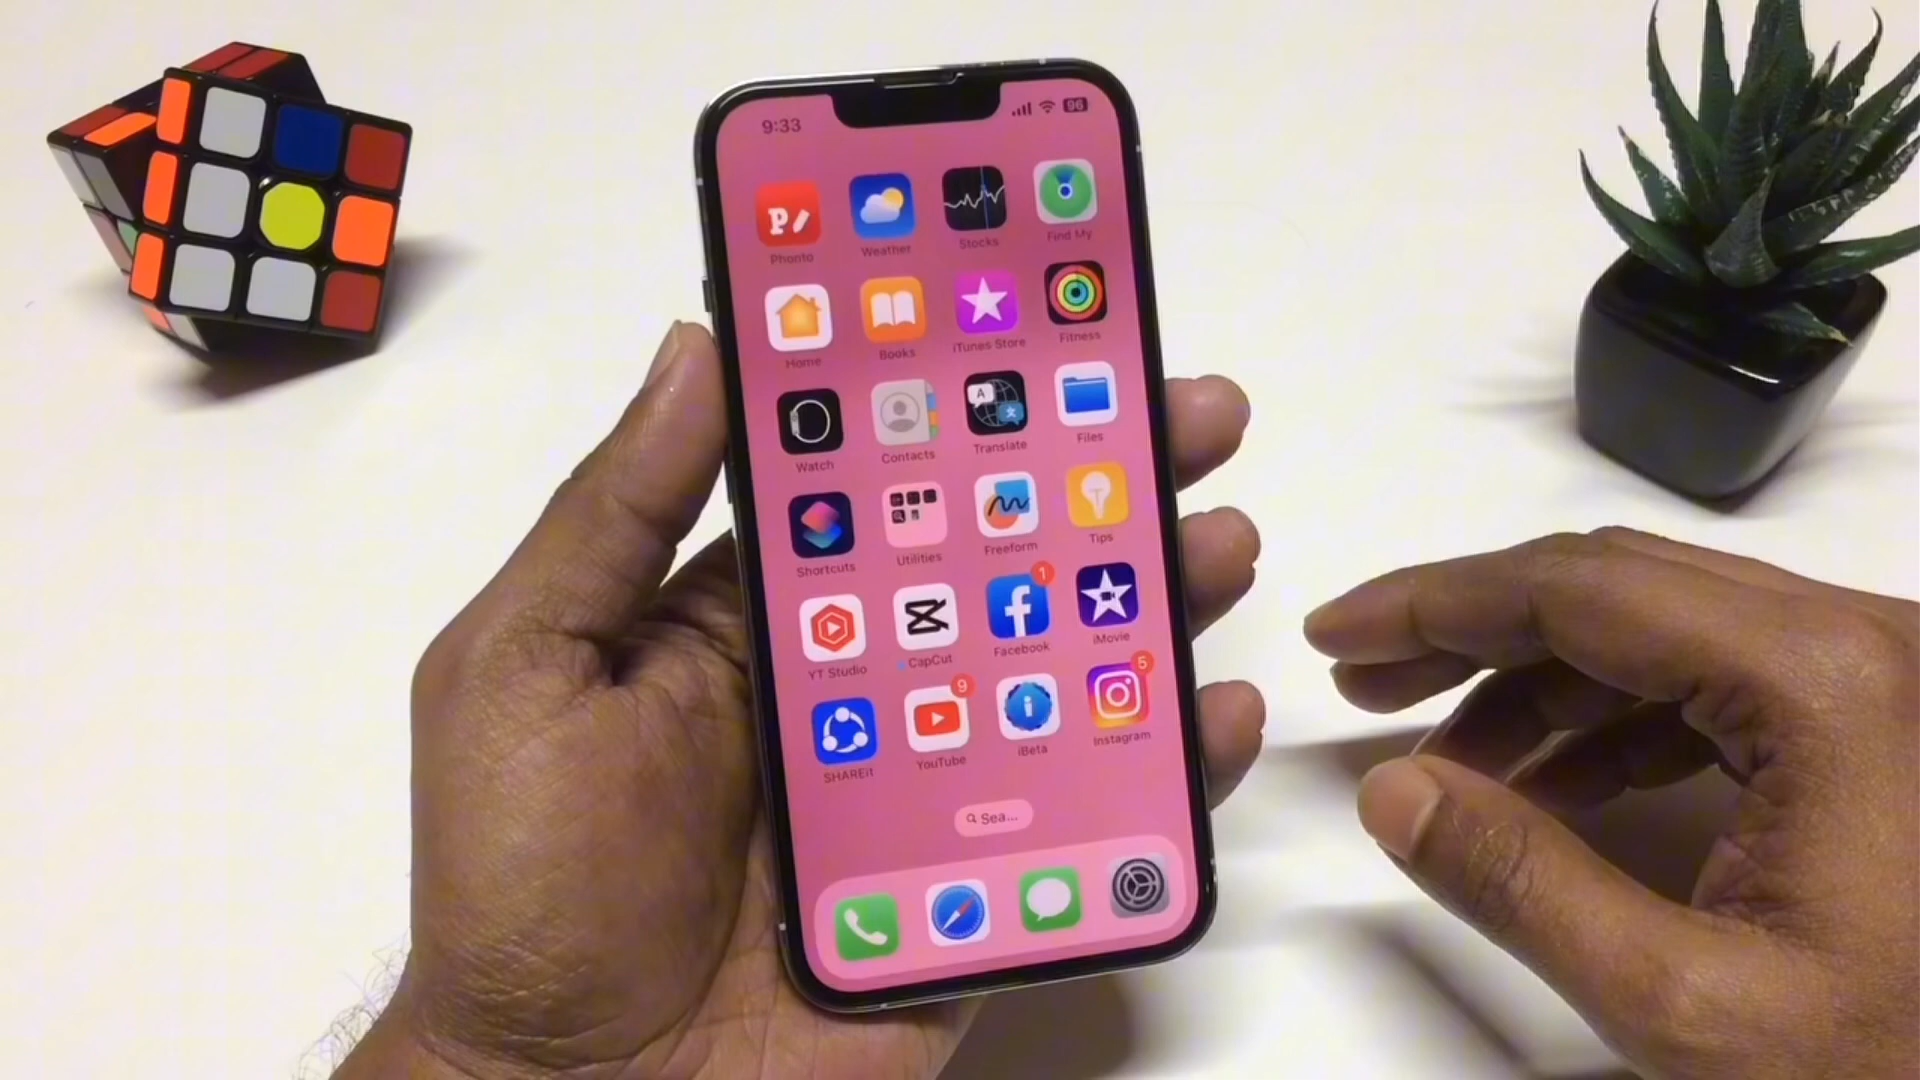 9:33
96
Phonto Weather Stocks Find My
Home Books iTunes Store Fitness
Watch Contacts Translate Files
Shortcuts Utilities Freeform Tips
1
YT Studio CapCut Facebook iMovie
9 5
SHAREit YouTube iBeta Instagram
Sea...